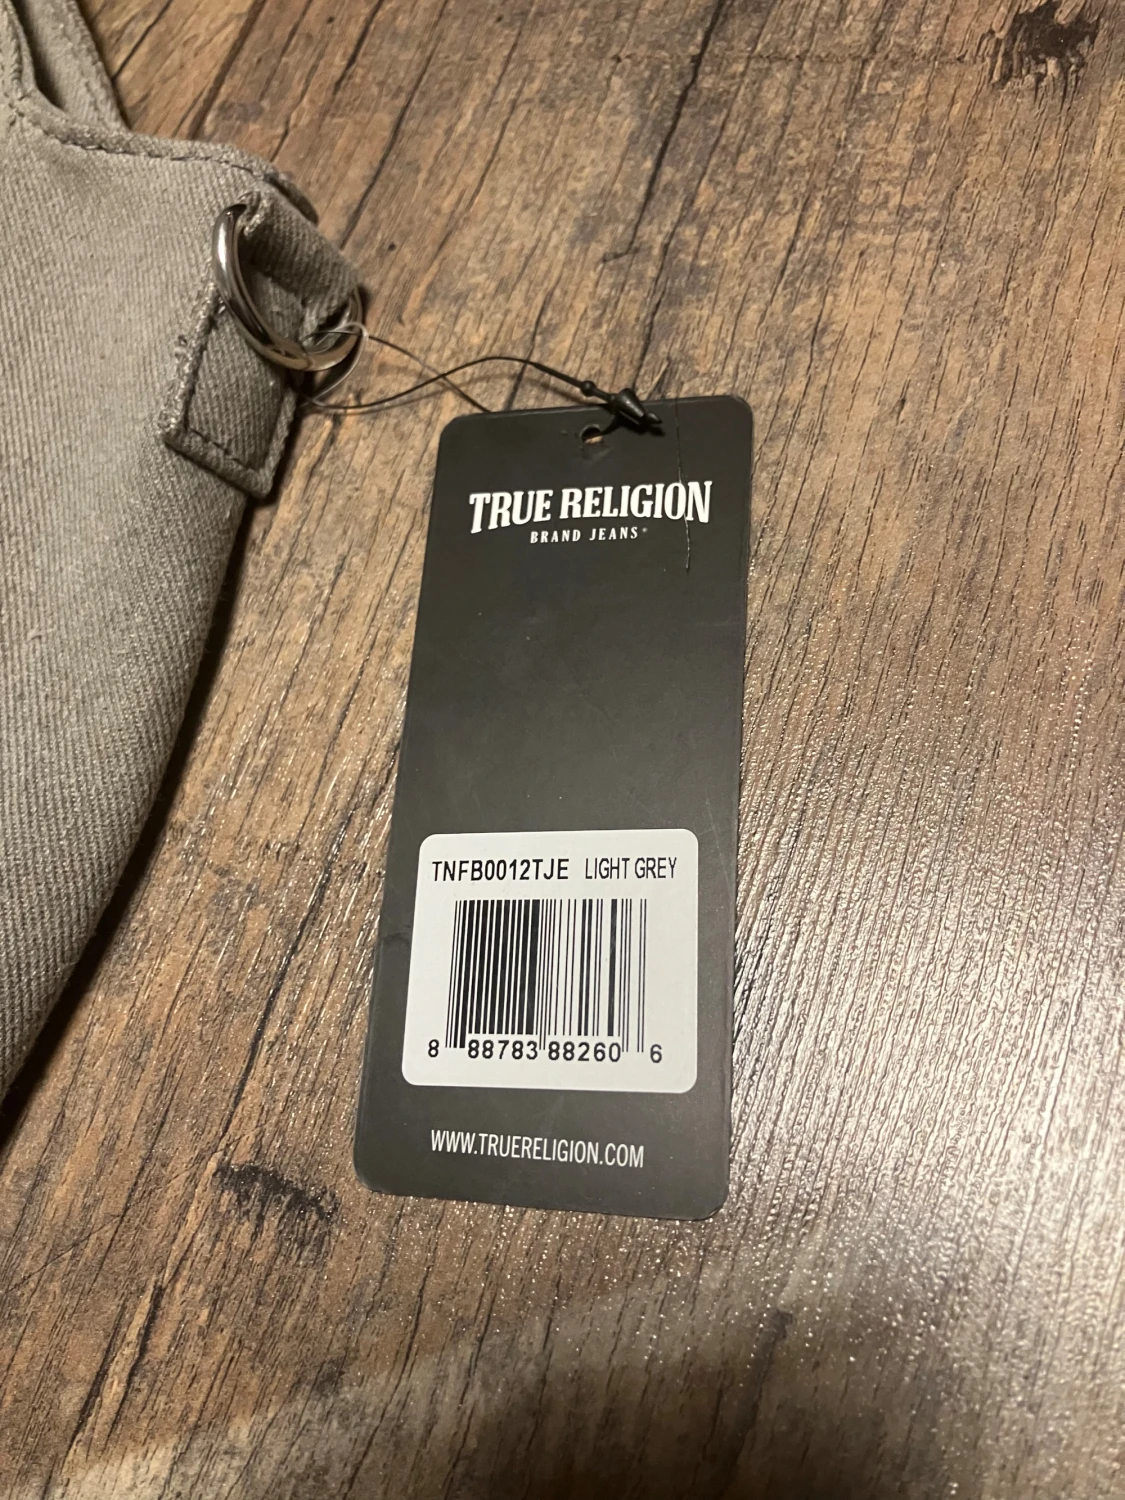 TRUE RELIGION
BRAND JEANS®
TNFB0012TJE LIGHT GREY
8 88783 88260 6
WWW.TRUERELIGION.COM